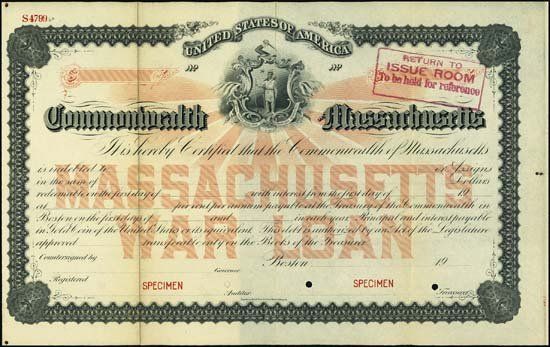 S4799
UNITED STATES OF AMERICA
No No
RETURN TO
ISSUE ROOM
To be held for reference
Commonwealth Massachusetts
It is hereby Certified that the Commonwealth of Massachusetts
is indebted to or Assigns
in the sum of Dollars
redeemable on the first day of with interest from the first day of 19
at per cent per annum payable at the Treasury of the Commonwealth in
Boston on the first days of and in each year Principal and interest payable
in Gold Coin of the United States or its equivalent This debt is authorized by an Act of the Legislature
approved transferable only on the Books of the Treasurer
MASSACHUSETTS
WAR LOAN
Countersigned by Boston 19
Governor
Registered SPECIMEN SPECIMEN
Auditor Treasurer